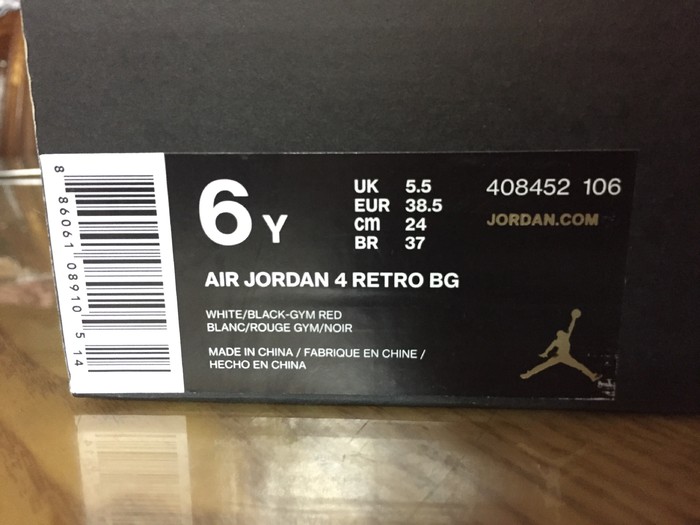 8 86061 08910 5 14
6 Y
UK 5.5
EUR 38.5
cm 24
BR 37
408452 106
JORDAN.COM
AIR JORDAN 4 RETRO BG
WHITE/BLACK-GYM RED
BLANC/ROUGE GYM/NOIR
MADE IN CHINA / FABRIQUE EN CHINE /
HECHO EN CHINA